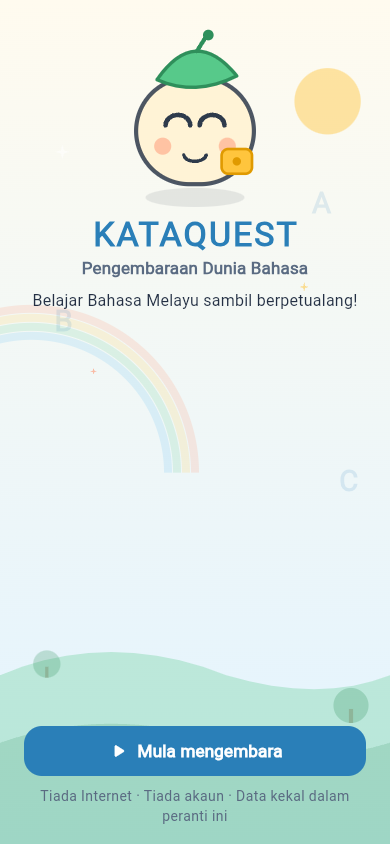 A
KATAQUEST
Pengembaraan Dunia Bahasa
Belajar Bahasa Melayu sambil berpetualang!
B
C
Mula mengembara
Tiada Internet · Tiada akaun · Data kekal dalam
peranti ini